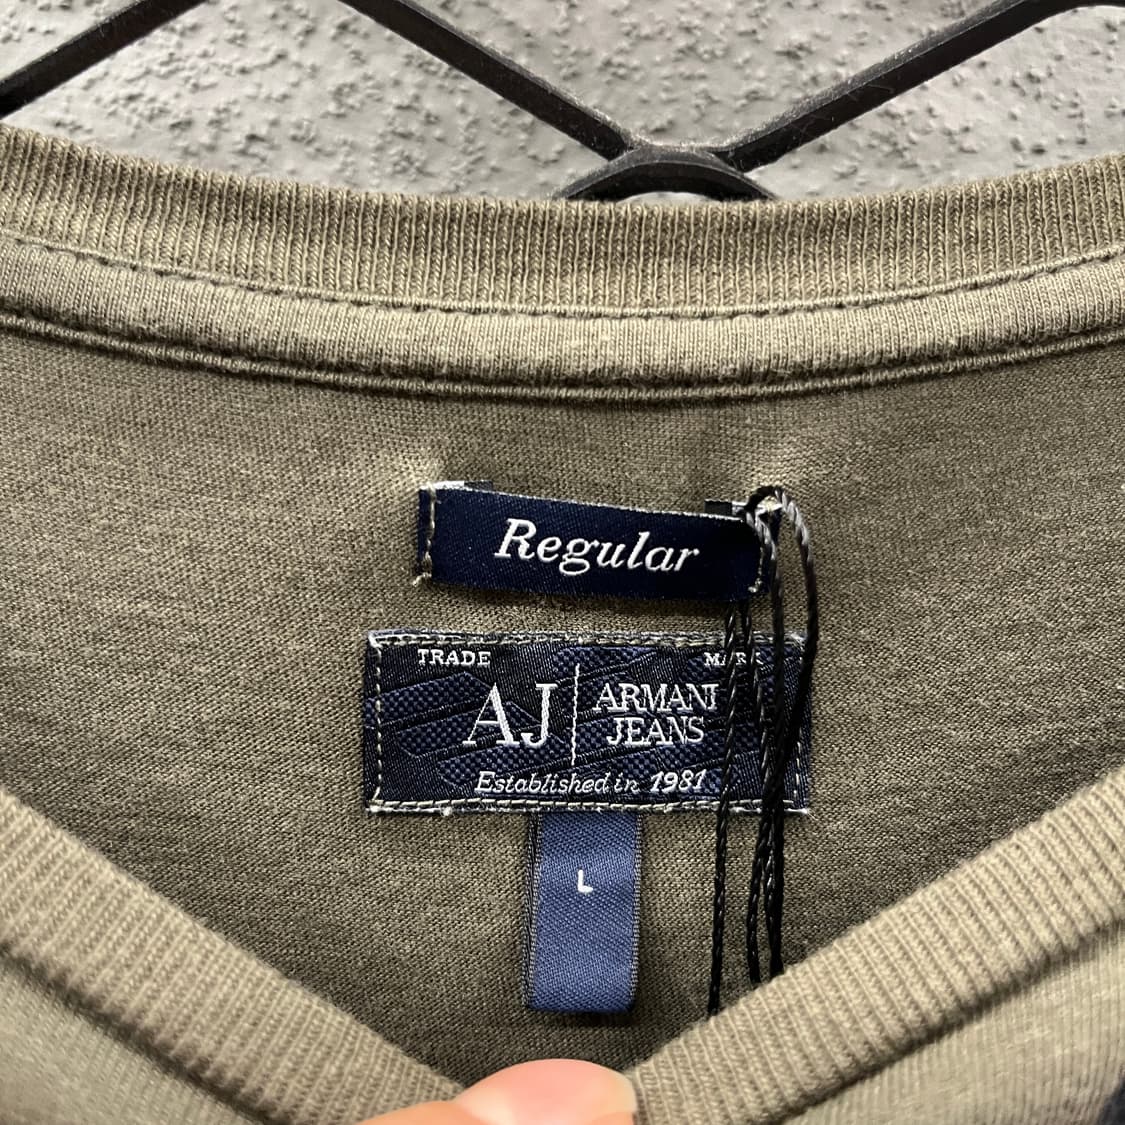 Regular
TRADE MARK
AJ ARMANI
JEANS
Established in 1981
L